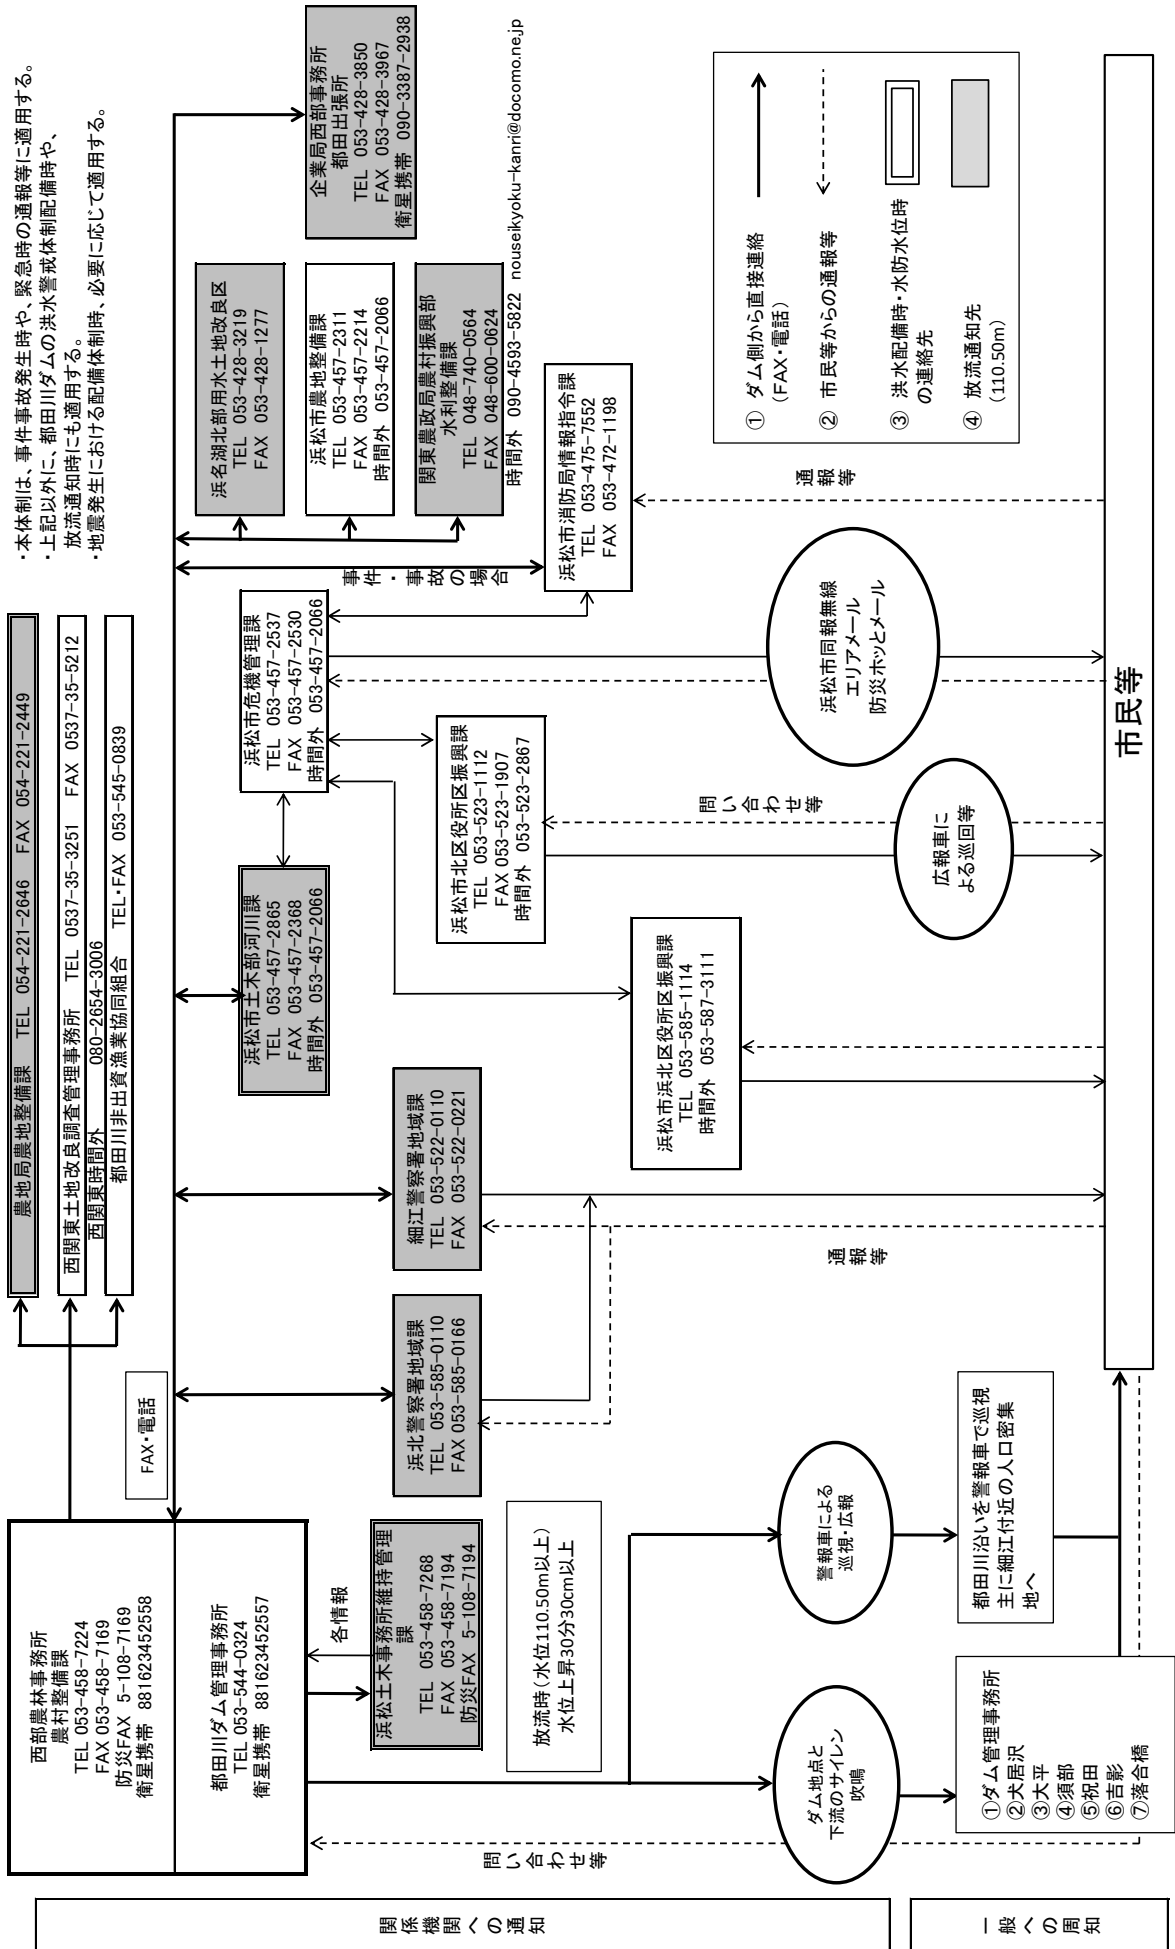 ・本体制は、事件事故発生時や、緊急時の通報等に適用する。
・上記以外に、都田川ダムの洪水警戒体制配備時や、
放流通知時にも適用する。
・地震発生における配備体制時、必要に応じて適用する。
農地局農地整備課　TEL 054-221-2646　FAX 054-221-2449
西関東土地改良調査管理事務所　TEL 0537-35-3251　FAX 0537-35-5212
西関東時間外　080-2654-3006
都田川非出資漁業協同組合　TEL・FAX 053-545-0839
西部農林事務所
農村整備課
TEL 053-458-7224
FAX 053-458-7169
防災FAX 5-108-7169
衛星携帯 881623452558
都田川ダム管理事務所
TEL 053-544-0324
衛星携帯 881623452557
FAX・電話
企業局西部事務所
都田出張所
TEL 053-428-3850
FAX 053-428-3967
衛星携帯 090-3387-2938
浜名湖北部用水土地改良区
TEL 053-428-3219
FAX 053-428-1277
浜松市農地整備課
TEL 053-457-2311
FAX 053-457-2214
時間外 053-457-2066
関東農政局農村振興部
水利整備課
TEL 048-740-0564
FAX 048-600-0624
時間外 090-4593-5822 nouseikyoku-kanri@docomo.ne.jp
事件・事故の場合
浜松市消防局情報指令課
TEL 053-475-7552
FAX 053-472-1198
浜松市危機管理課
TEL 053-457-2537
FAX 053-457-2530
時間外 053-457-2066
浜松市土木部河川課
TEL 053-457-2865
FAX 053-457-2368
時間外 053-457-2066
浜松市北区役所区振興課
TEL 053-523-1112
FAX 053-523-1907
時間外 053-523-2867
浜松市浜北区役所区振興課
TEL 053-585-1114
時間外 053-587-3111
細江警察署地域課
TEL 053-522-0110
FAX 053-522-0221
浜北警察署地域課
TEL 053-585-0110
FAX 053-585-0166
各情報
浜松土木事務所維持管理
課
TEL 053-458-7268
FAX 053-458-7194
防災FAX 5-108-7194
放流時(水位110.50m以上)
水位上昇30分30cm以上
問い合わせ等
ダム地点と
下流のサイレン
吹鳴
警報車による
巡視・広報
①ダム管理事務所
②犬居沢
③大平
④須部
⑤祝田
⑥吉影
⑦落合橋
都田川沿いを警報車で巡視
主に細江付近の人口密集
地へ
通報等
問い合わせ等
広報車に
よる巡回等
浜松市同報無線
エリアメール
防災ホッとメール
通報等
市民等
① ダム側から直接連絡
(FAX・電話)
② 市民等からの通報等
③ 洪水配備時・水防水位時
の連絡先
④ 放流通知先
(110.50m)
関係機関への通知
一般への周知